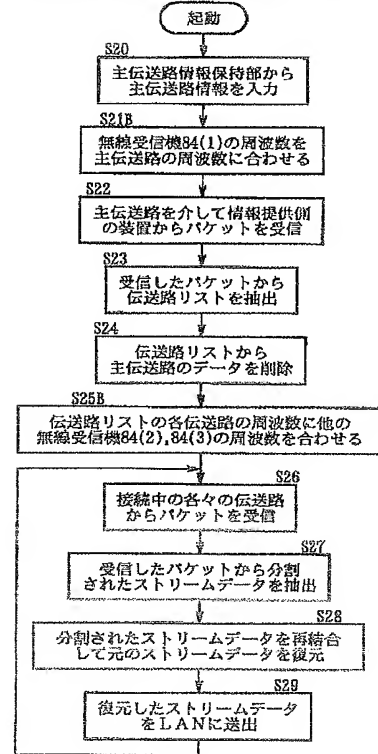 起動
S20
主伝送路情報保持部から
主伝送路情報を入力
S21B
無線受信機84(1)の周波数を
主伝送路の周波数に合わせる
S22
主伝送路を介して情報提供側
の装置からパケットを受信
S23
受信したパケットから
伝送路リストを抽出
S24
伝送路リストから
主伝送路のデータを削除
S25B
伝送路リストの各伝送路の周波数に他の
無線受信機84(2),84(3)の周波数を合わせる
S26
接続中の各々の伝送路
からパケットを受信
S27
受信したパケットから分割
されたストリームデータを抽出
S28
分割されたストリームデータを再結合
して元のストリームデータを復元
S29
復元したストリームデータ
をLANに送出